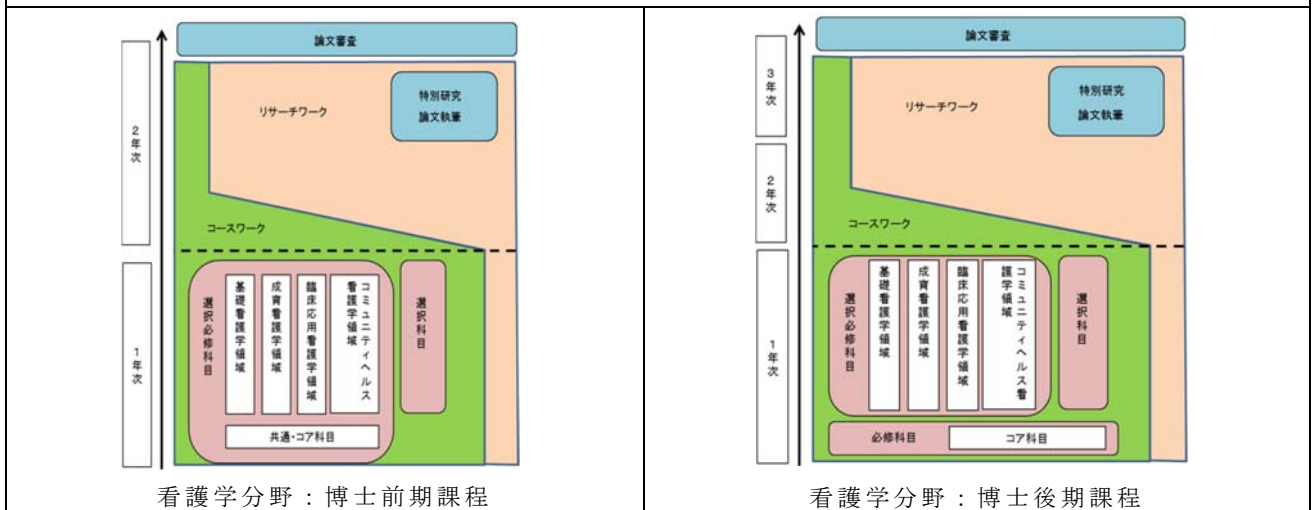 論文審査
リサーチワーク
特別研究
論文執筆
2年次
コースワーク
1年次
選択必修科目
基礎看護学領域
成育看護学領域
臨床応用看護学領域
コミュニティヘルス
看護学領域
選択科目
共通・コア科目
看護学分野：博士前期課程
論文審査
3年次
リサーチワーク
特別研究
論文執筆
2年次
コースワーク
1年次
選択必修科目
基礎看護学領域
成育看護学領域
臨床応用看護学領域
コミュニティヘルス看
護学領域
選択科目
必修科目
コア科目
看護学分野：博士後期課程